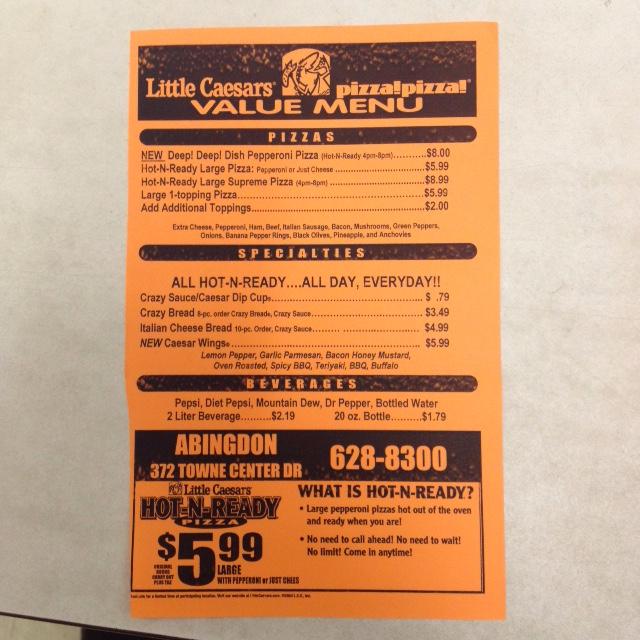 Little Caesars® pizza!pizza!®
VALUE MENU
PIZZAS
NEW Deep! Deep! Dish Pepperoni Pizza (Hot-N-Ready 4pm-8pm)..........$8.00
Hot-N-Ready Large Pizza: Pepperoni or Just Cheese ..........$5.99
Hot-N-Ready Large Supreme Pizza (4pm-8pm)..........$8.99
Large 1-topping Pizza..........$5.99
Add Additional Toppings..........$2.00
Extra Cheese, Pepperoni, Ham, Beef, Italian Sausage, Bacon, Mushrooms, Green Peppers,
Onions, Banana Pepper Rings, Black Olives, Pineapple, and Anchovies
SPECIALTIES
ALL HOT-N-READY....ALL DAY, EVERYDAY!!
Crazy Sauce/Caesar Dip Cup®..........$ .79
Crazy Bread 8-pc. order Crazy Bread®, Crazy Sauce..........$3.49
Italian Cheese Bread 10-pc. Order, Crazy Sauce..........$4.99
NEW Caesar Wings®..........$5.99
Lemon Pepper, Garlic Parmesan, Bacon Honey Mustard,
Oven Roasted, Spicy BBQ, Teriyaki, BBQ, Buffalo
BEVERAGES
Pepsi, Diet Pepsi, Mountain Dew, Dr Pepper, Bottled Water
2 Liter Beverage.........$2.19 20 oz. Bottle.........$1.79
ABINGDON
372 TOWNE CENTER DR
628-8300
Little Caesars®
HOT-N-READY
PIZZA
$5.99
LARGE
WITH PEPPERONI or JUST CHEES
ORIGINAL
ROUND
CARRY OUT
PLUS TAX
WHAT IS HOT-N-READY?
• Large pepperoni pizzas hot out of the oven
and ready when you are!
• No need to call ahead! No need to wait!
No limit! Come in anytime!